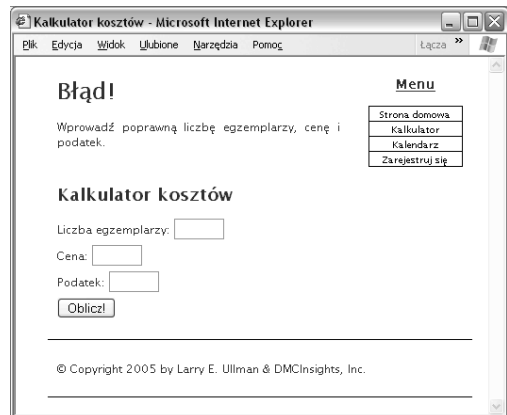 Kalkulator kosztów - Microsoft Internet Explorer
Plik Edycja Widok Ulubione Narzędzia Pomoc Łącza »
Błąd!
Wprowadź poprawną liczbę egzemplarzy, cenę i
podatek.
Menu
Strona domowa
Kalkulator
Kalendarz
Zarejestruj się
Kalkulator kosztów
Liczba egzemplarzy:
Cena:
Podatek:
Oblicz!
© Copyright 2005 by Larry E. Ullman & DMCInsights, Inc.